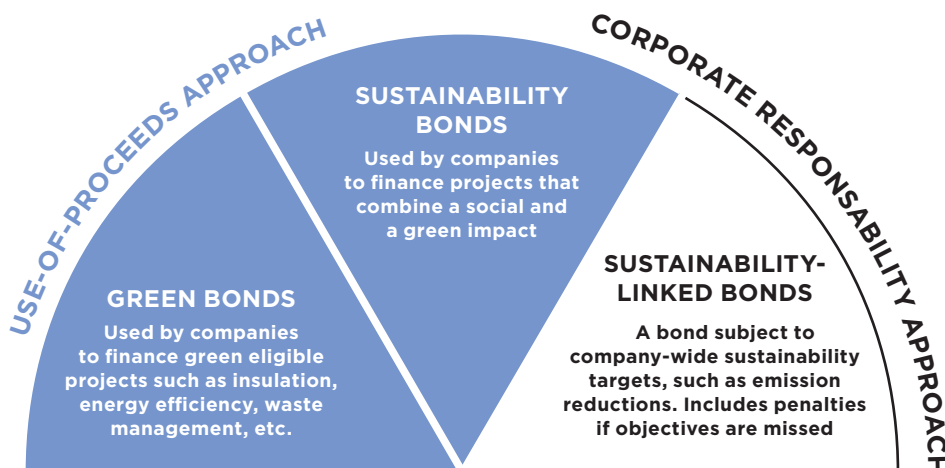 USE-OF-PROCEEDS APPROACH
CORPORATE RESPONSABILITY APPROACH
SUSTAINABILITY
BONDS
Used by companies
to finance projects that
combine a social and
a green impact
GREEN BONDS
Used by companies
to finance green eligible
projects such as insulation,
energy efficiency, waste
management, etc.
SUSTAINABILITY-
LINKED BONDS
A bond subject to
company-wide sustainability
targets, such as emission
reductions. Includes penalties
if objectives are missed